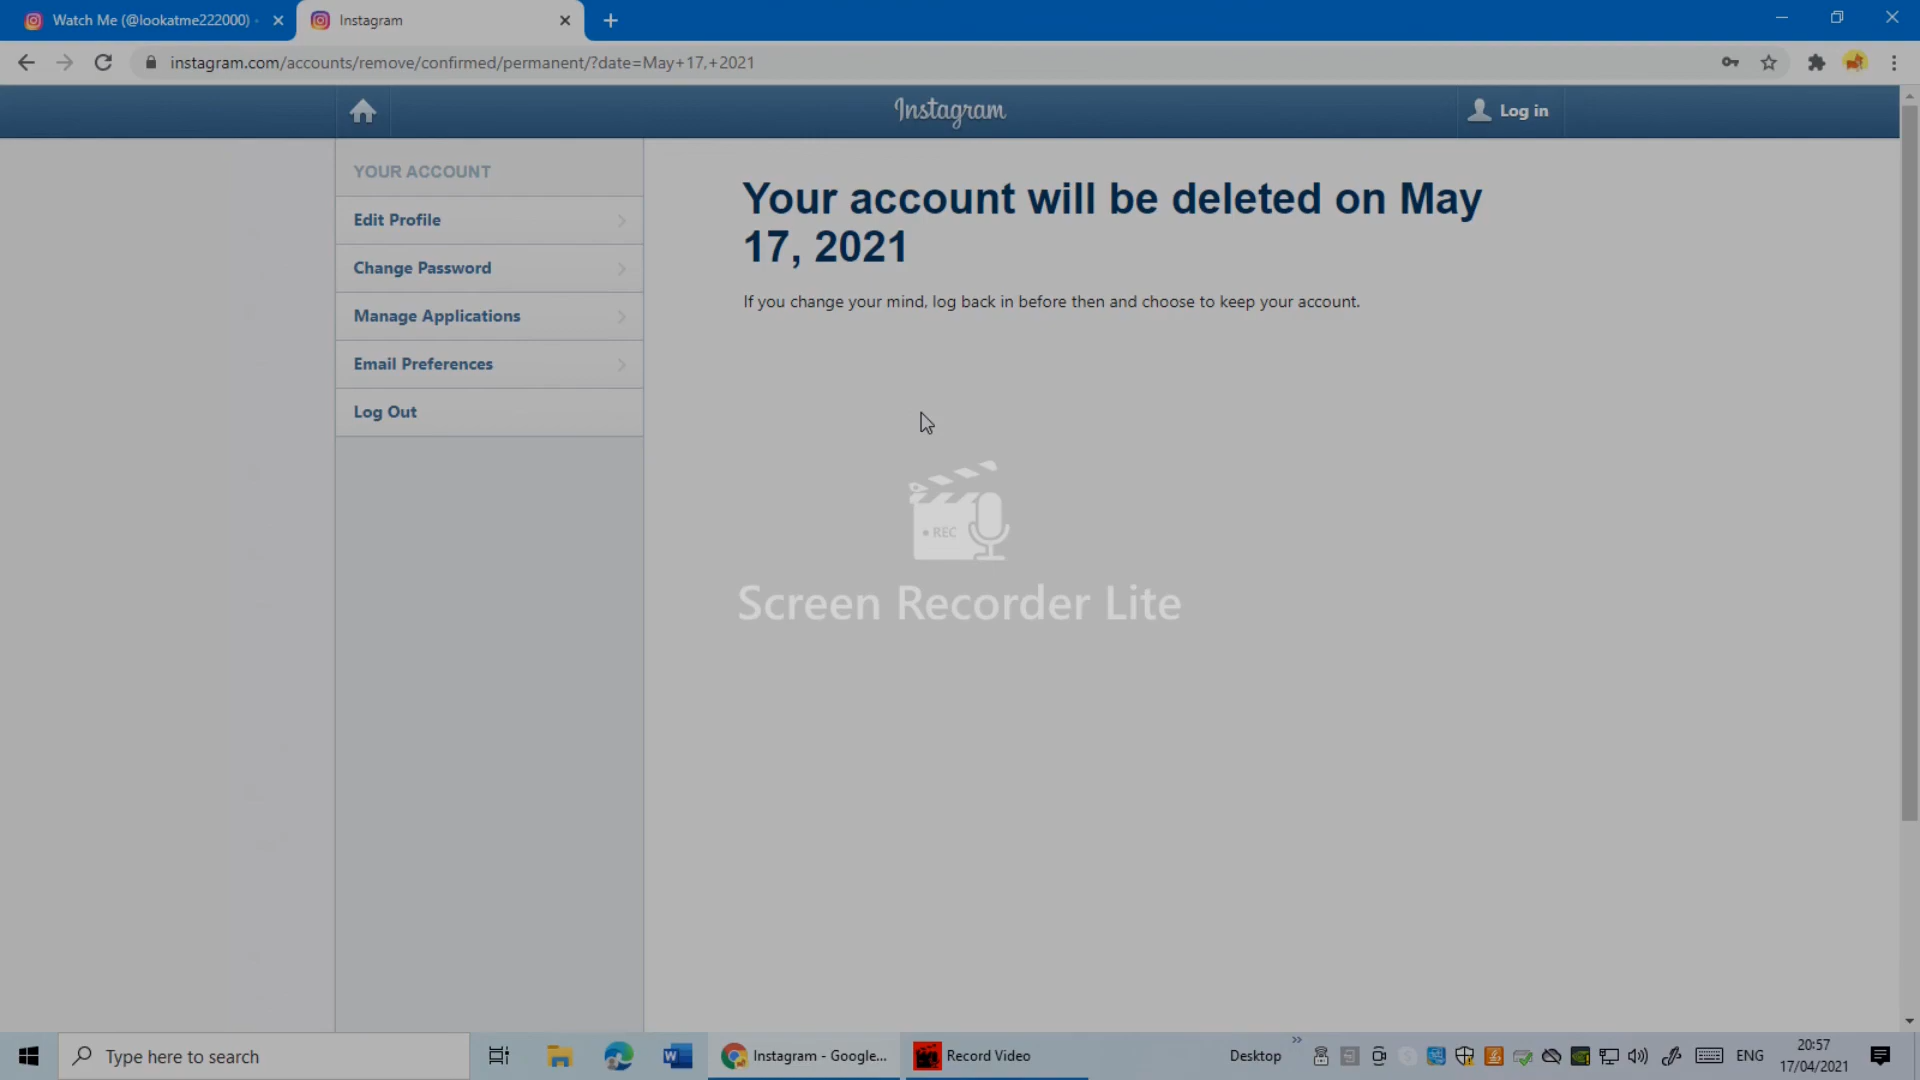 Watch Me (@lookatme222000) ·
Instagram
instagram.com/accounts/remove/confirmed/permanent/?date=May+17,+2021
Instagram
Log in
YOUR ACCOUNT
Edit Profile
Change Password
Manage Applications
Email Preferences
Log Out
Your account will be deleted on May
17, 2021
If you change your mind, log back in before then and choose to keep your account.
REC
Screen Recorder Lite
Type here to search
Instagram - Google...
Record Video
Desktop
ENG
20:57
17/04/2021